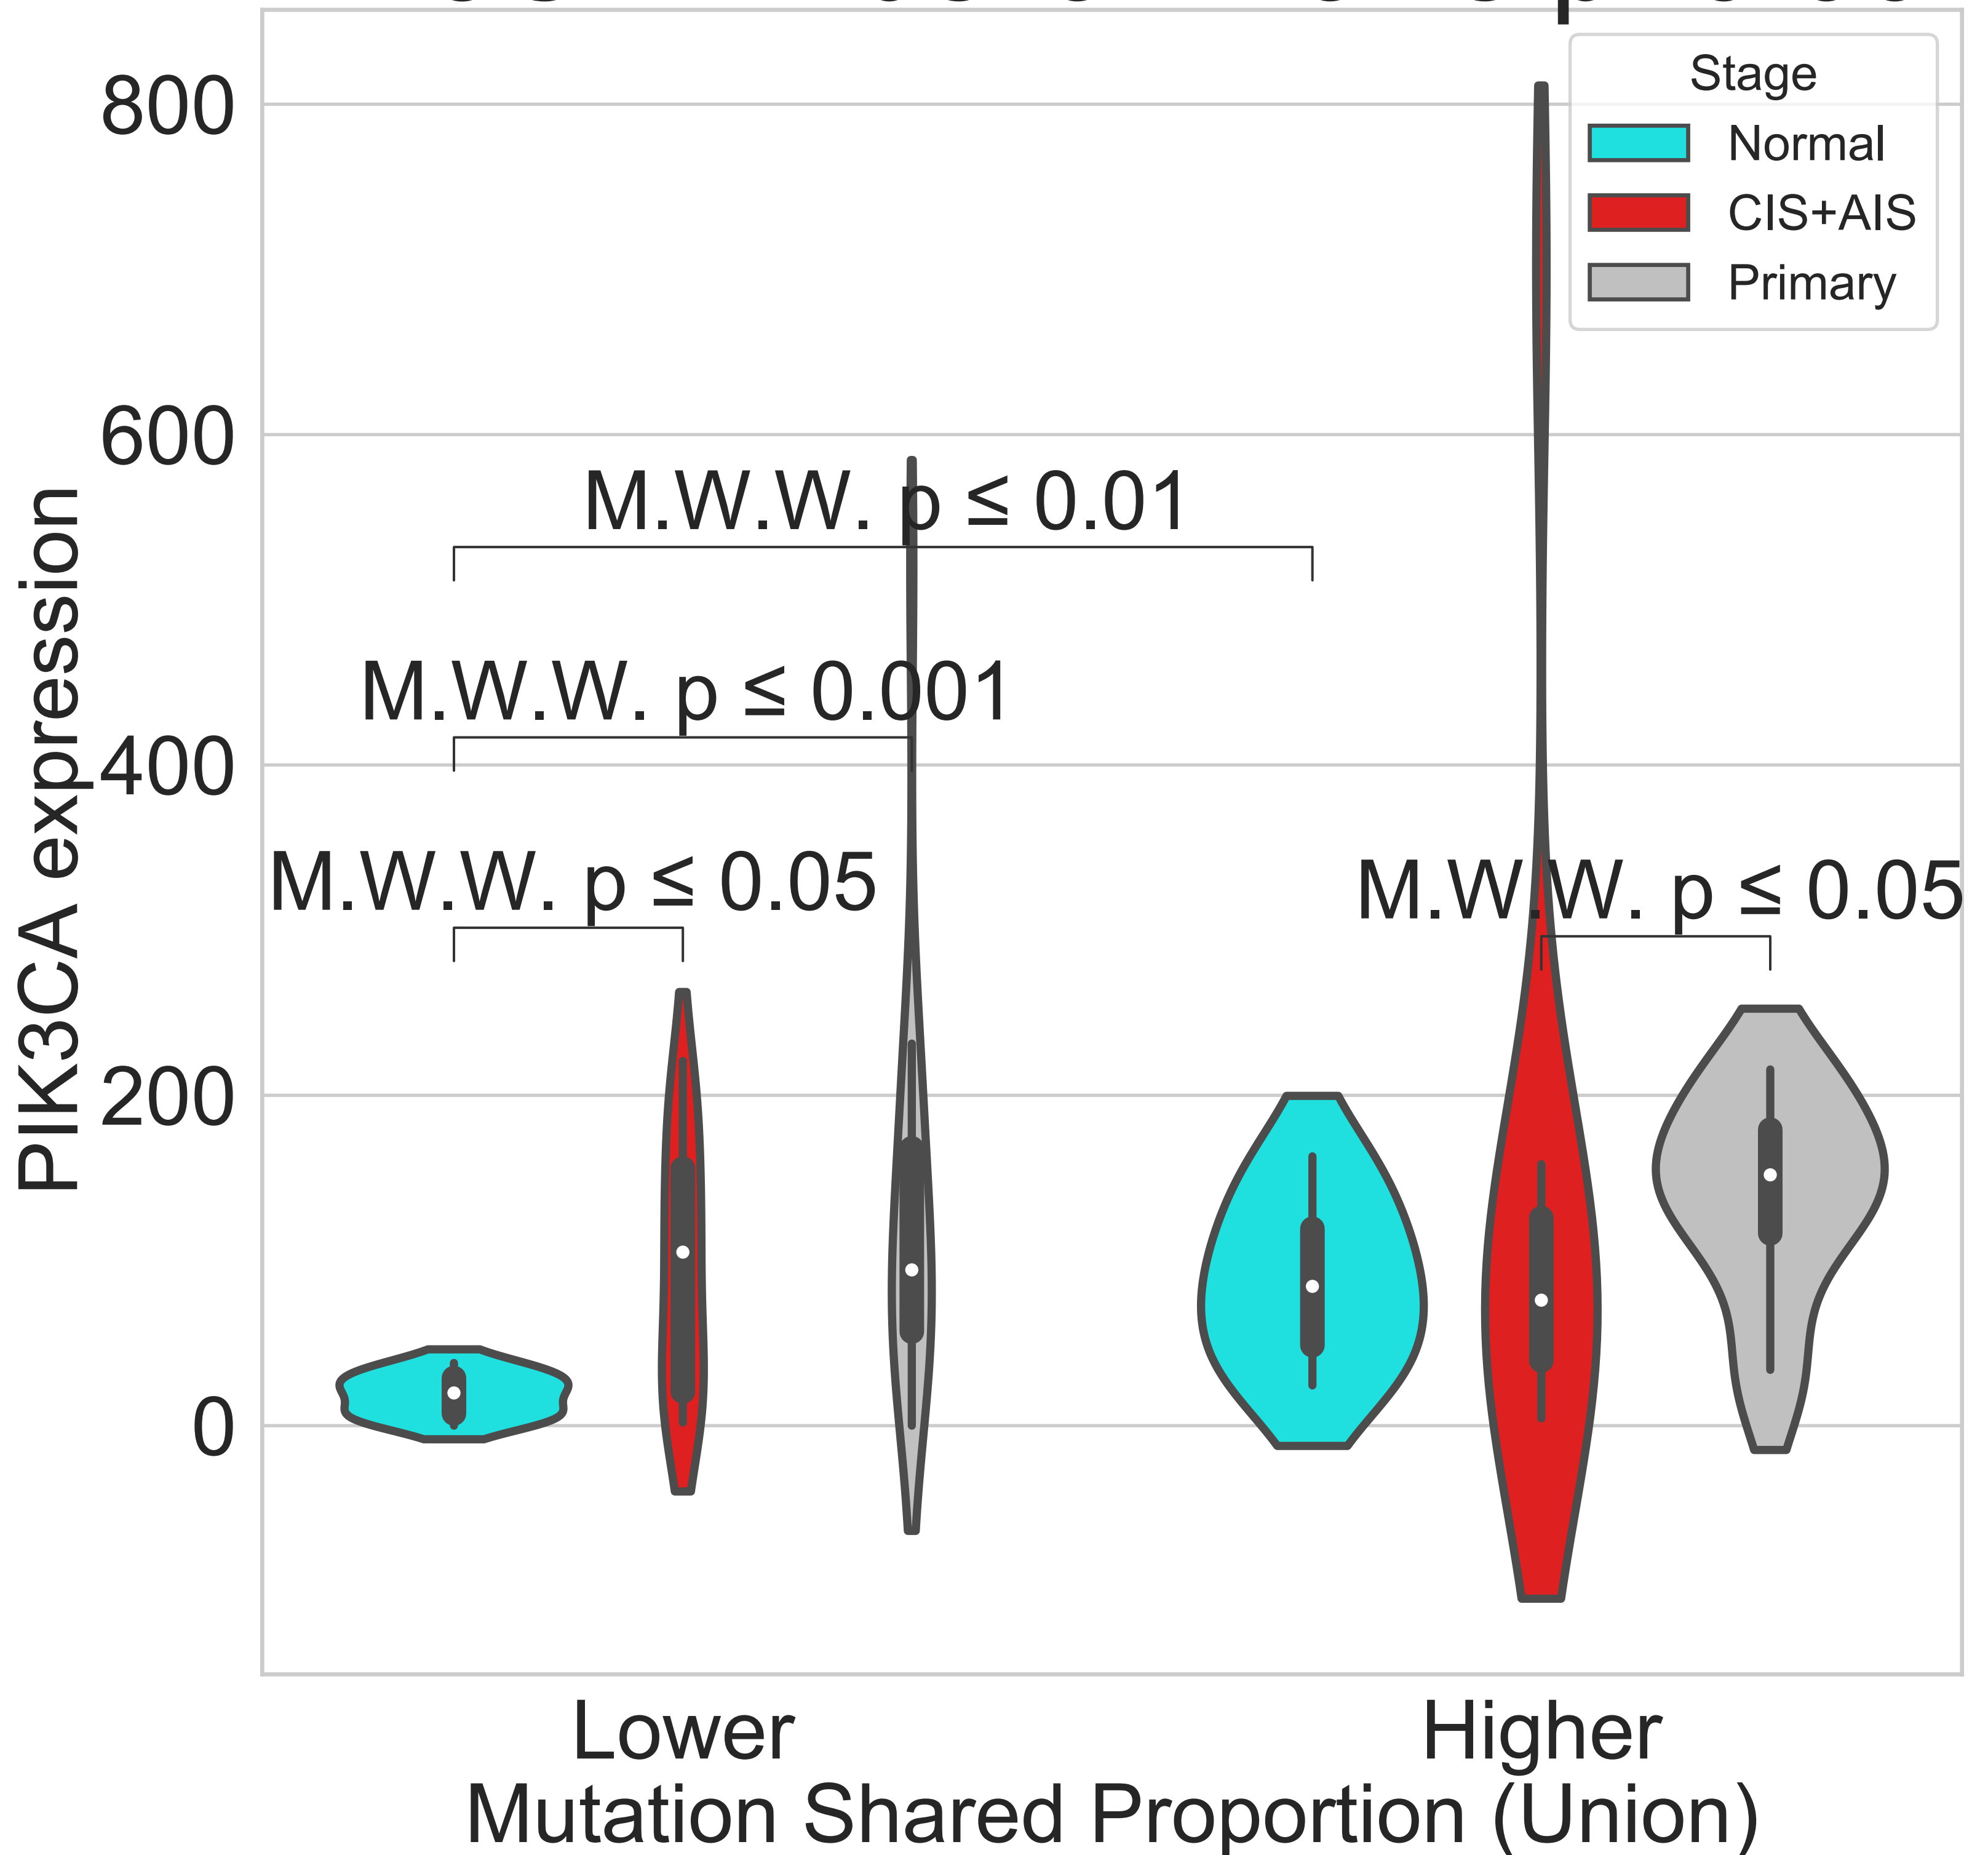 Stage
Normal
CIS+AIS
Primary
800
600
400
200
0
PIK3CA expression
M.W.W. p ≤ 0.01
M.W.W. p ≤ 0.001
M.W.W. p ≤ 0.05
M.W.W. p ≤ 0.05
Lower
Higher
Mutation Shared Proportion (Union)